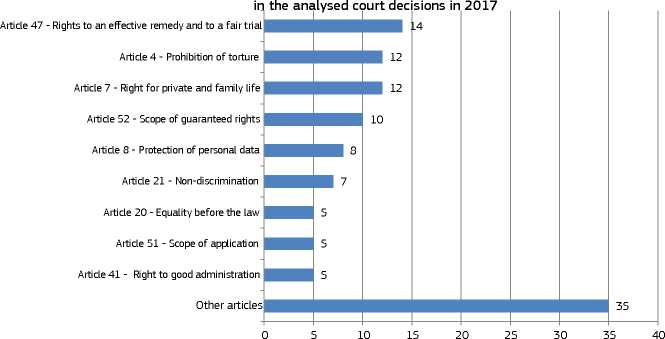 in the analysed court decisions in 2017
Article 47 - Rights to an effective remedy and to a fair trial 14
Article 4 - Prohibition of torture 12
Article 7 - Right for private and family life 12
Article 52 - Scope of guaranteed rights 10
Article 8 - Protection of personal data 8
Article 21 - Non-discrimination 7
Article 20 - Equality before the law 5
Article 51 - Scope of application 5
Article 41 - Right to good administration 5
Other articles 35
0 5 10 15 20 25 30 35 40